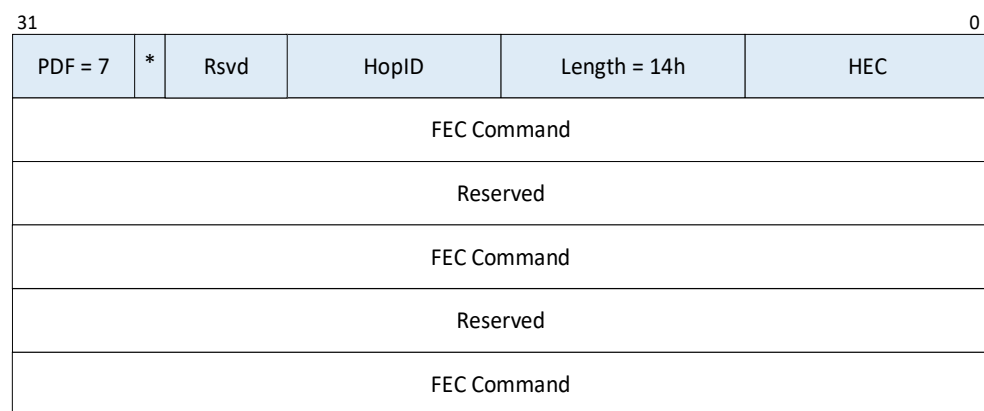 31 0
PDF = 7 * Rsvd HopID Length = 14h HEC
FEC Command
Reserved
FEC Command
Reserved
FEC Command